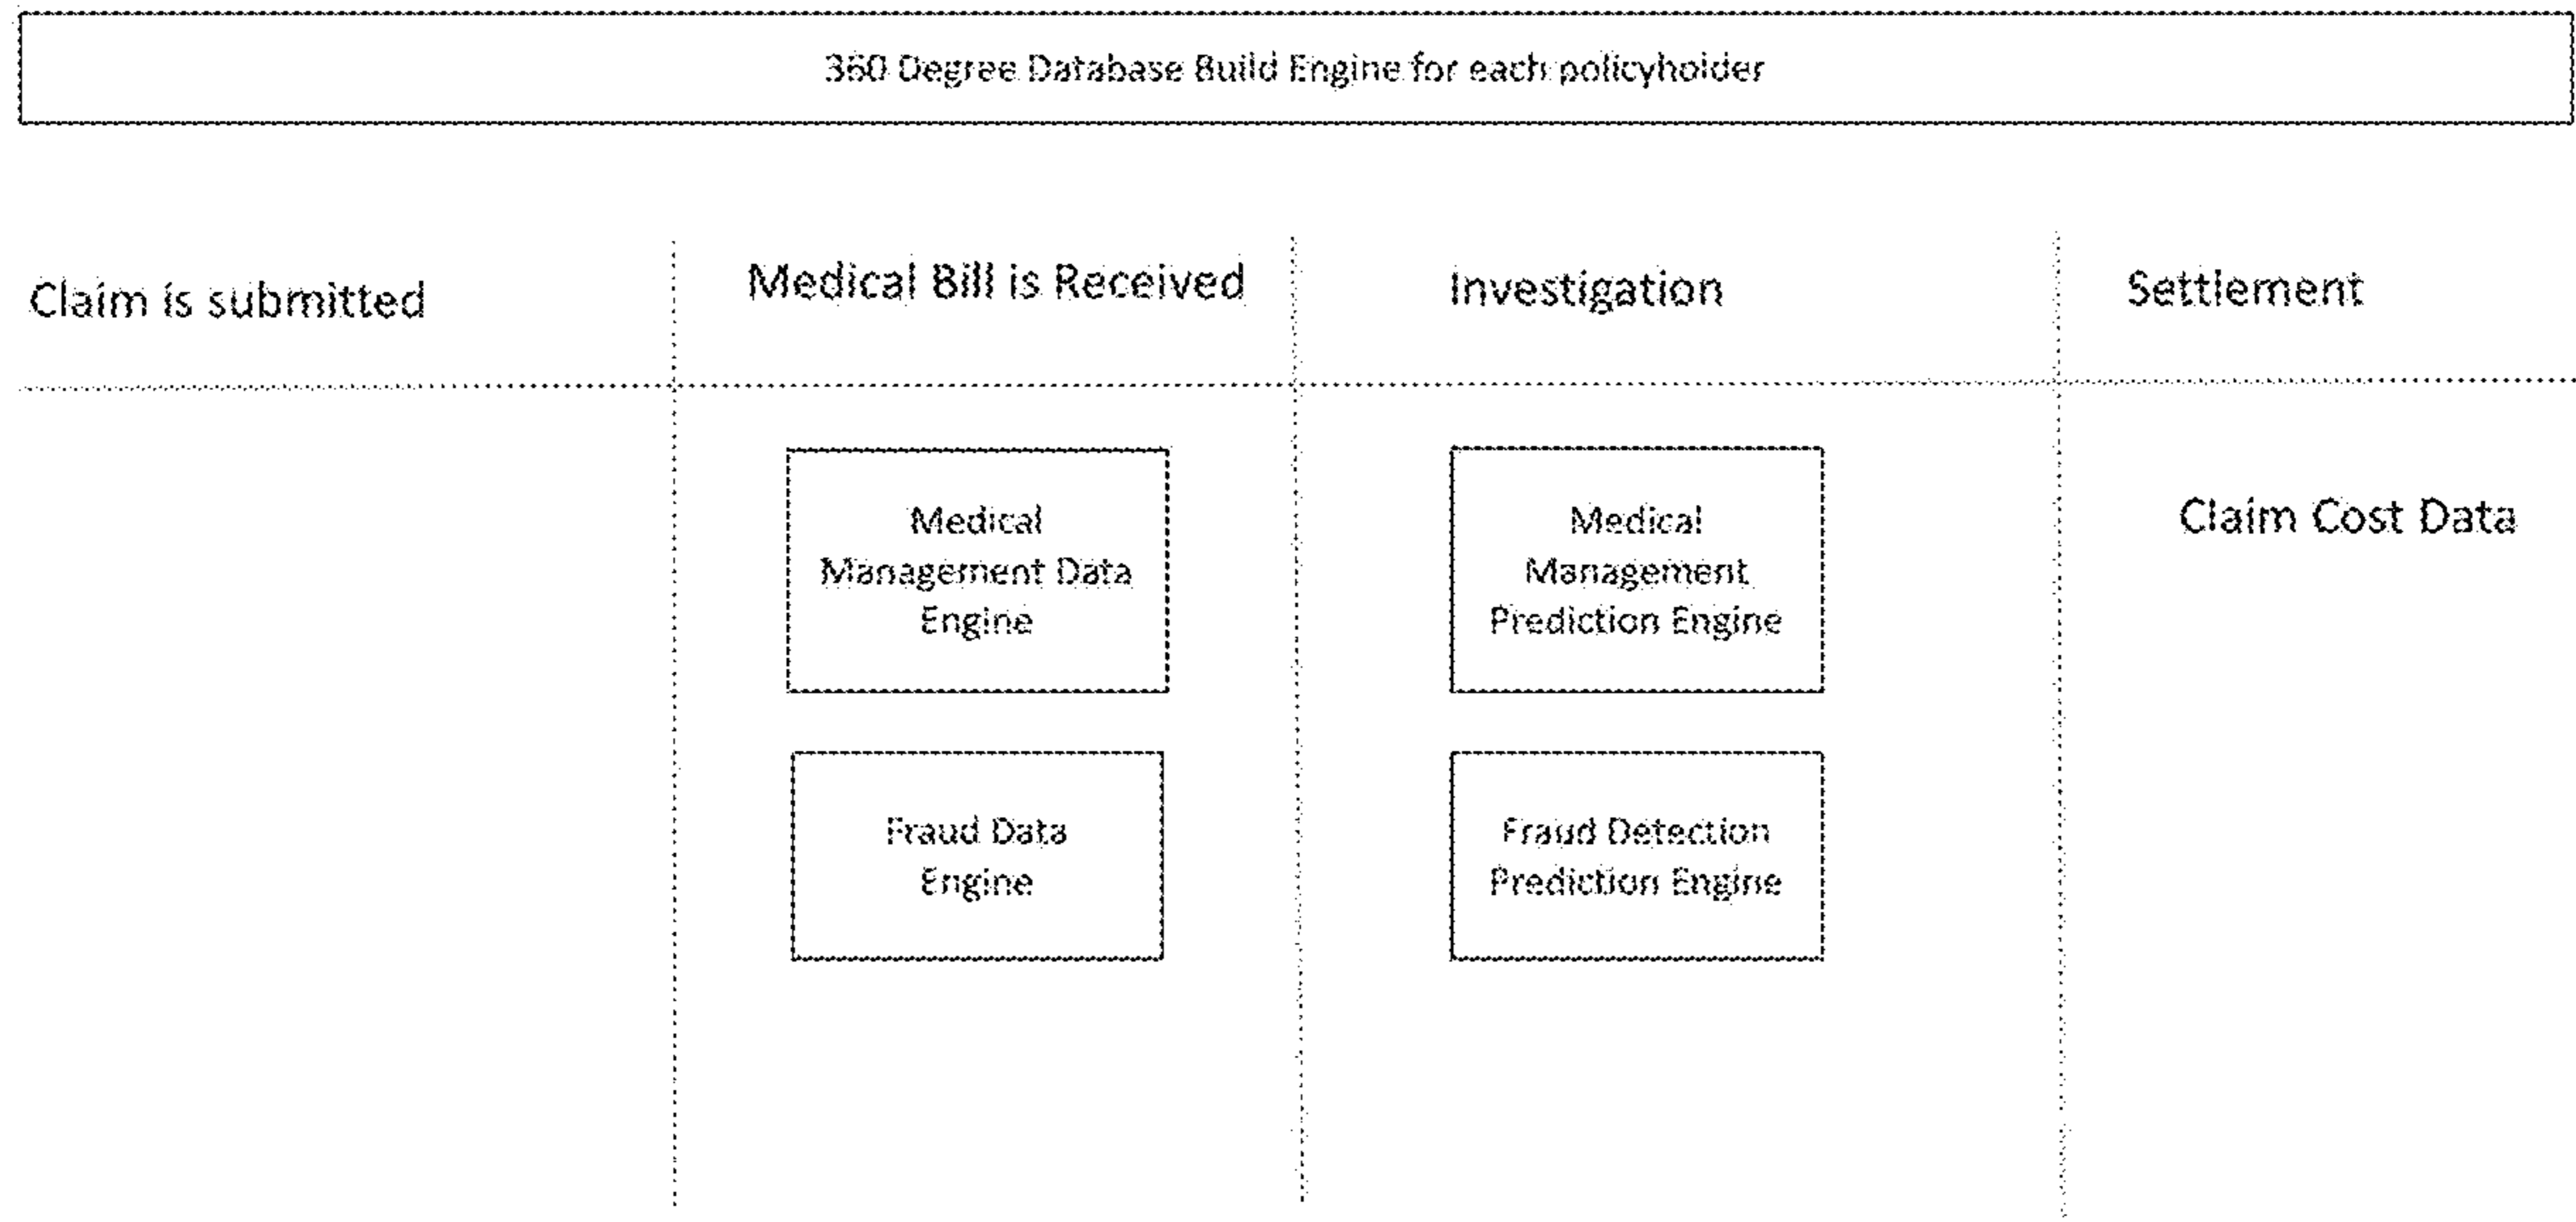 360 Degree Database Build Engine for each policyholder
Claim is submitted
Medical Bill is Received
Investigation
Settlement
Medical
Management Data
Engine
Medical
Management
Prediction Engine
Claim Cost Data
Fraud Data
Engine
Fraud Detection
Prediction Engine